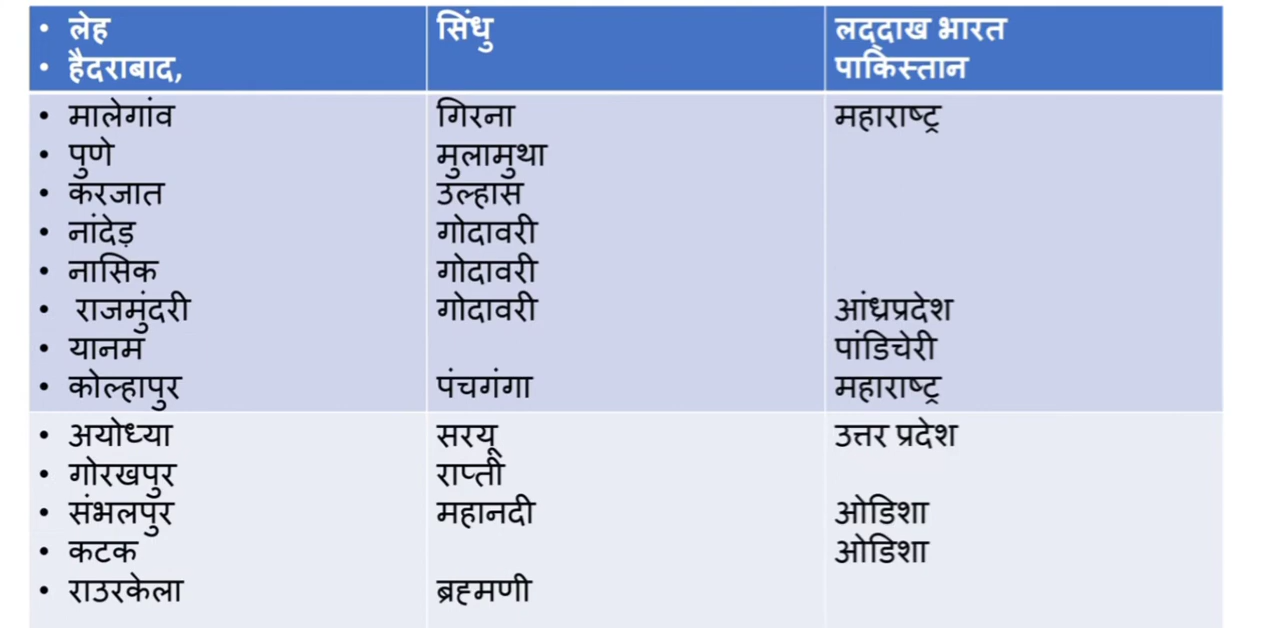 • लेह सिंधु लद्दाख भारत
• हैदराबाद, पाकिस्तान
• मालेगांव गिरना महाराष्ट्र
• पुणे मुलामुथा
• करजात उल्हास
• नांदेड़ गोदावरी
• नासिक गोदावरी
• राजमुंदरी गोदावरी आंध्रप्रदेश
• यानम पांडिचेरी
• कोल्हापुर पंचगंगा महाराष्ट्र
• अयोध्या सरयू उत्तर प्रदेश
• गोरखपुर राप्ती
• संभलपुर महानदी ओडिशा
• कटक ओडिशा
• राउरकेला ब्रह्मणी